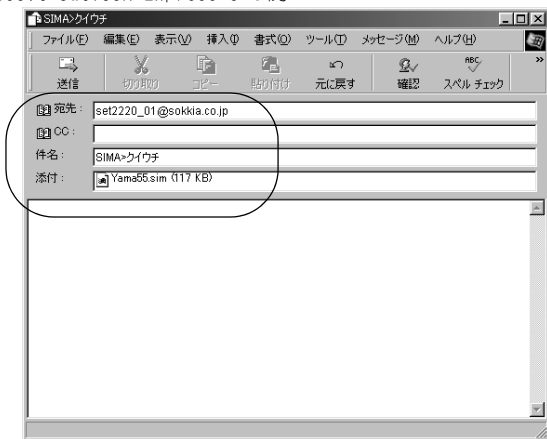 SIMA>クイウチ
ファイル(F) 編集(E) 表示(V) 挿入(I) 書式(O) ツール(T) メッセージ(M) ヘルプ(H)
送信 切り取り コピー 貼り付け 元に戻す 確認 スペル チェック »
宛先： set2220_01@sokkia.co.jp
CC：
件名： SIMA>クイウチ
添付： Yama55.sim (117 KB)